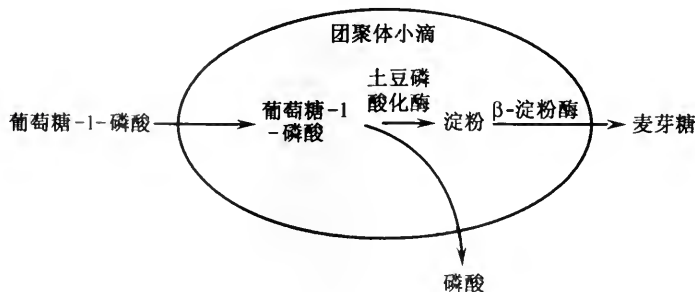 团聚体小滴
土豆磷
酸化酶
葡萄糖-1-磷酸
葡萄糖-1
-磷酸
淀粉
β-淀粉酶
麦芽糖
磷酸